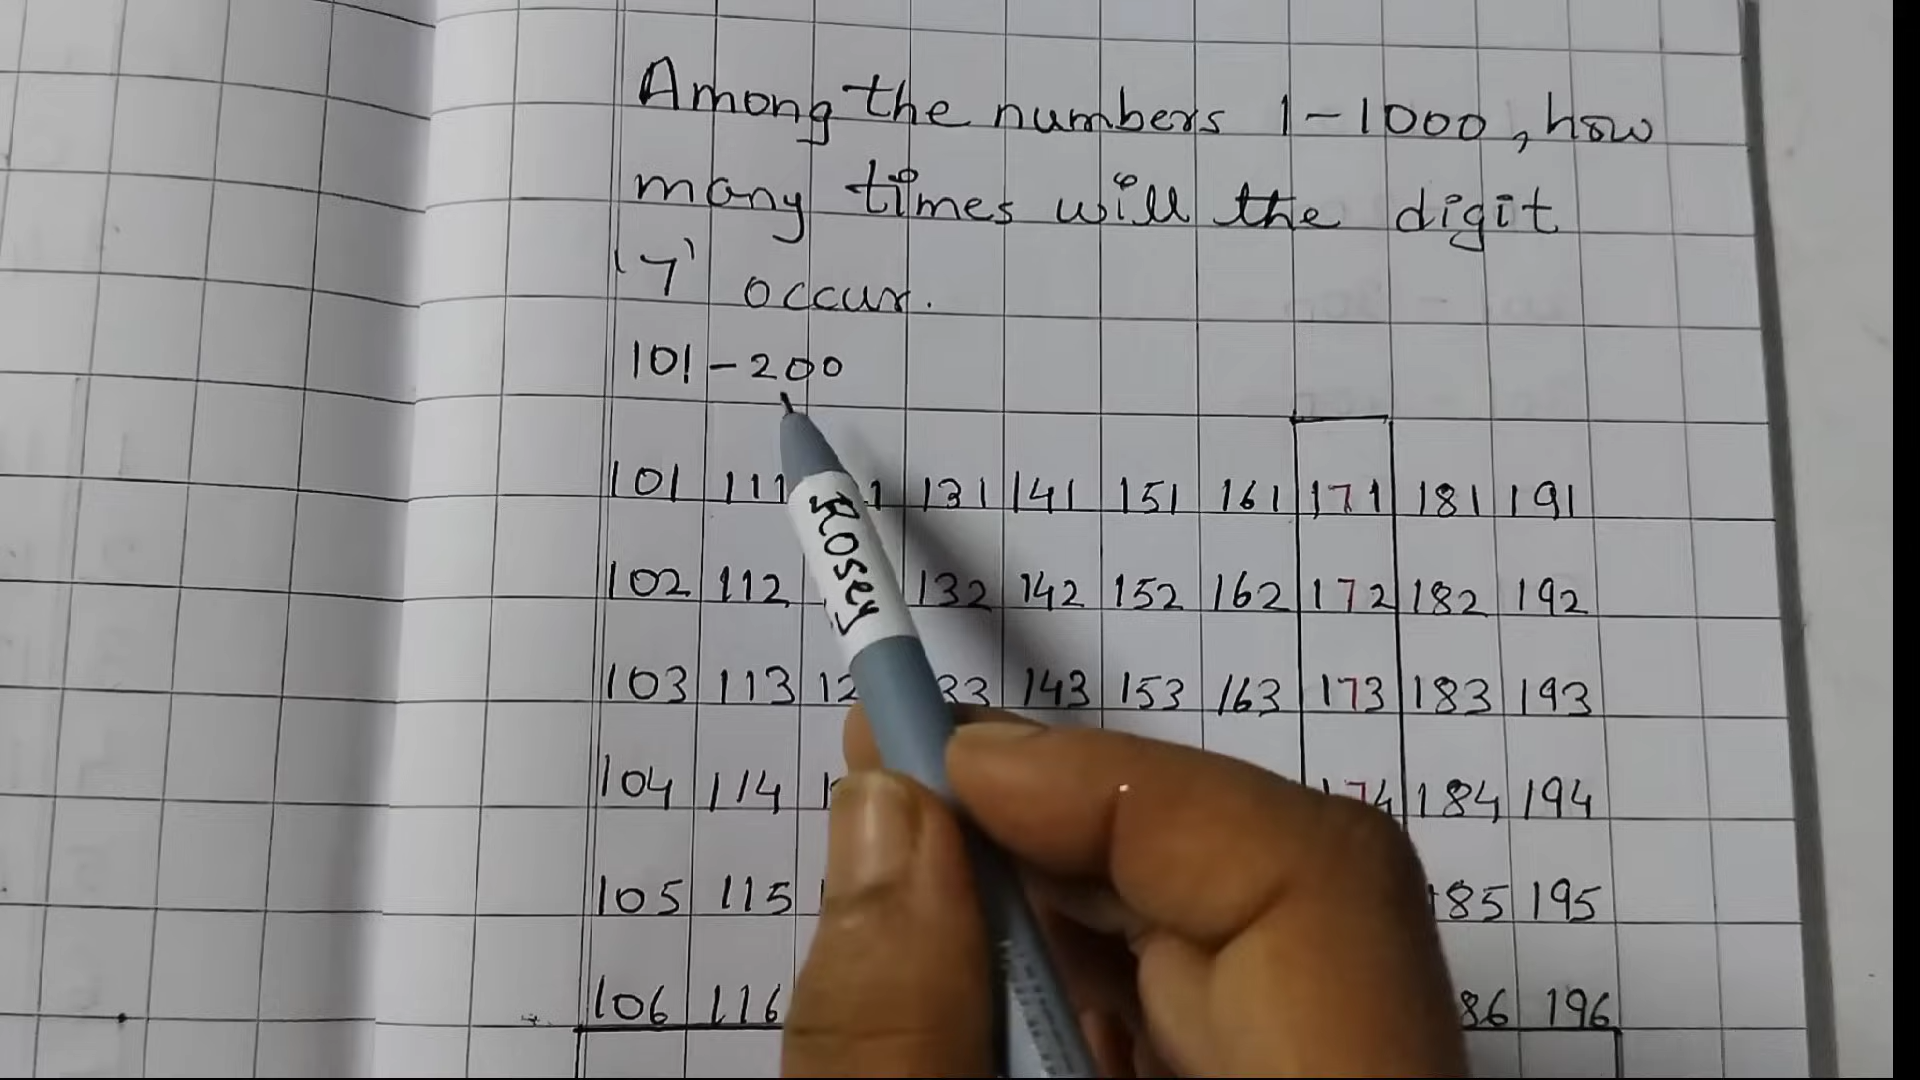 Among the numbers 1-1000, how
many times will the digit
'7' occur.
101-200
101 111 131 141 151 161 171 181 191
Rosey
102 112 132 142 152 162 172 182 192
103 113 143 153 163 173 183 193
104 114 174 184 194
105 115 185 195
106 116 196